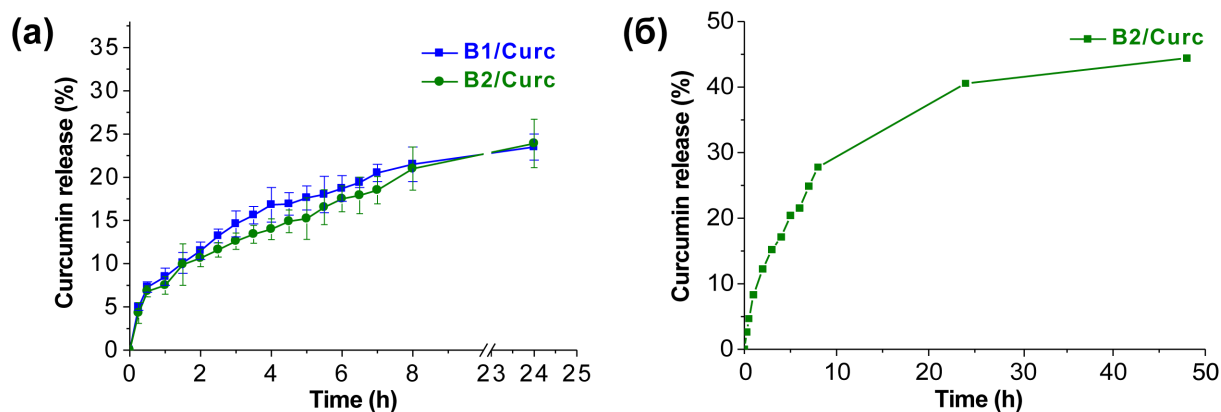 (a)
B1/Curc
B2/Curc
Curcumin release (%)
35
30
25
20
15
10
5
0
0 2 4 6 8 23 24 25
Time (h)
(б)
B2/Curc
Curcumin release (%)
50
40
30
20
10
0
0 10 20 30 40 50
Time (h)